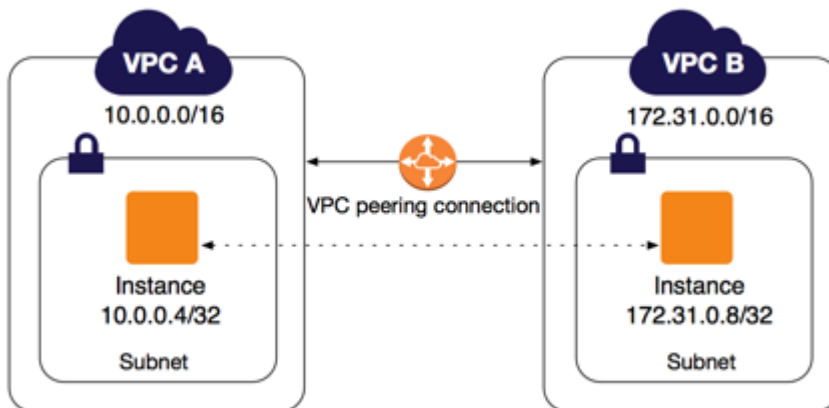 VPC A
10.0.0.0/16
Instance
10.0.0.4/32
Subnet
VPC peering connection
VPC B
172.31.0.0/16
Instance
172.31.0.8/32
Subnet